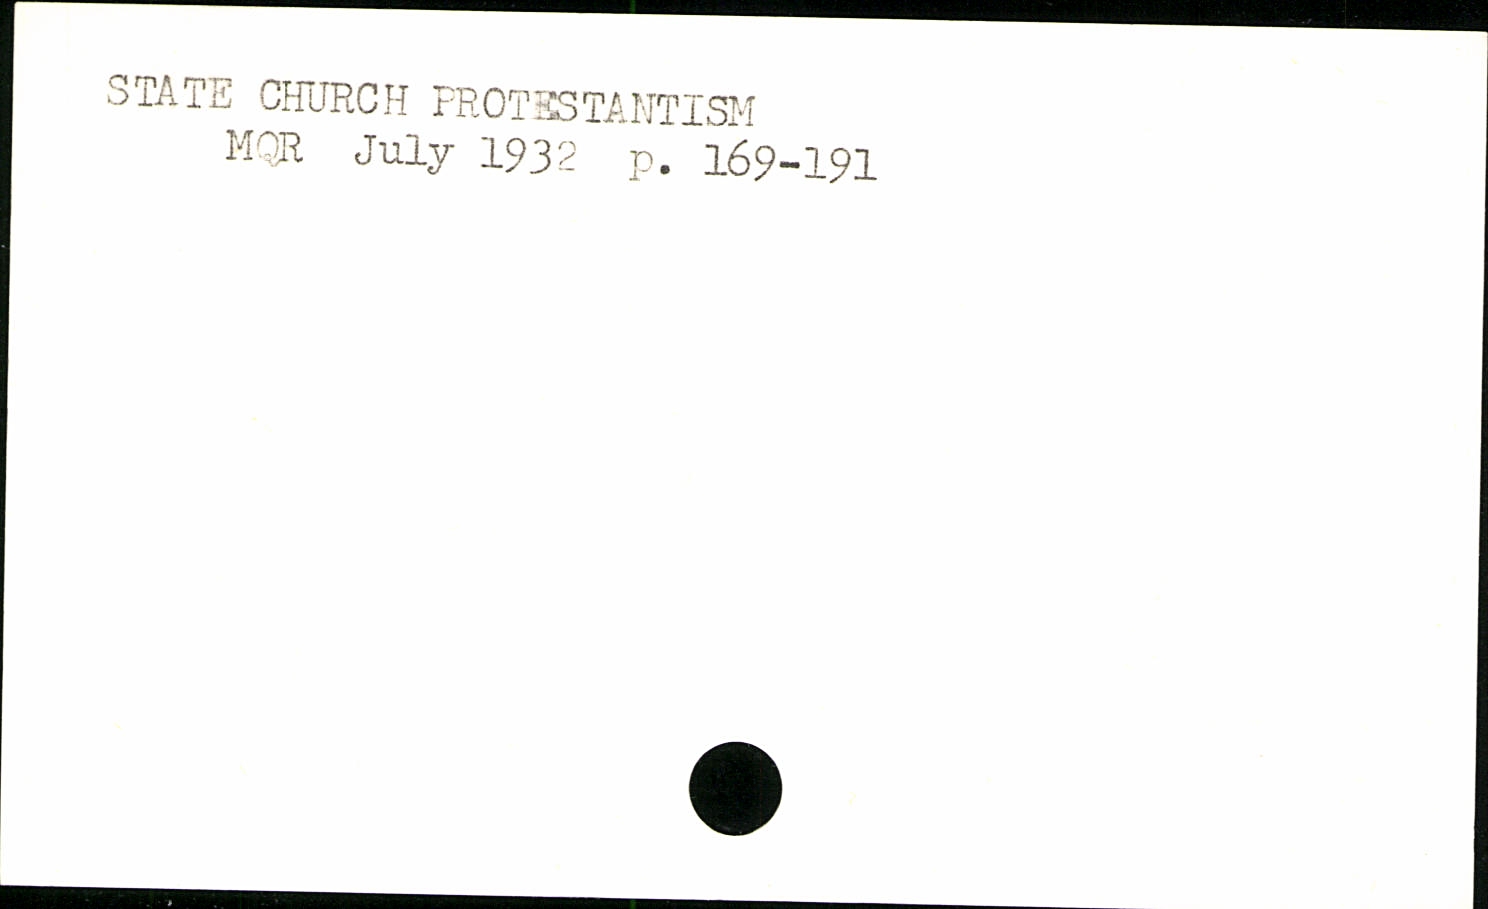 STATE CHURCH PROTESTANTISM
MQR July 1932 p. 169-191